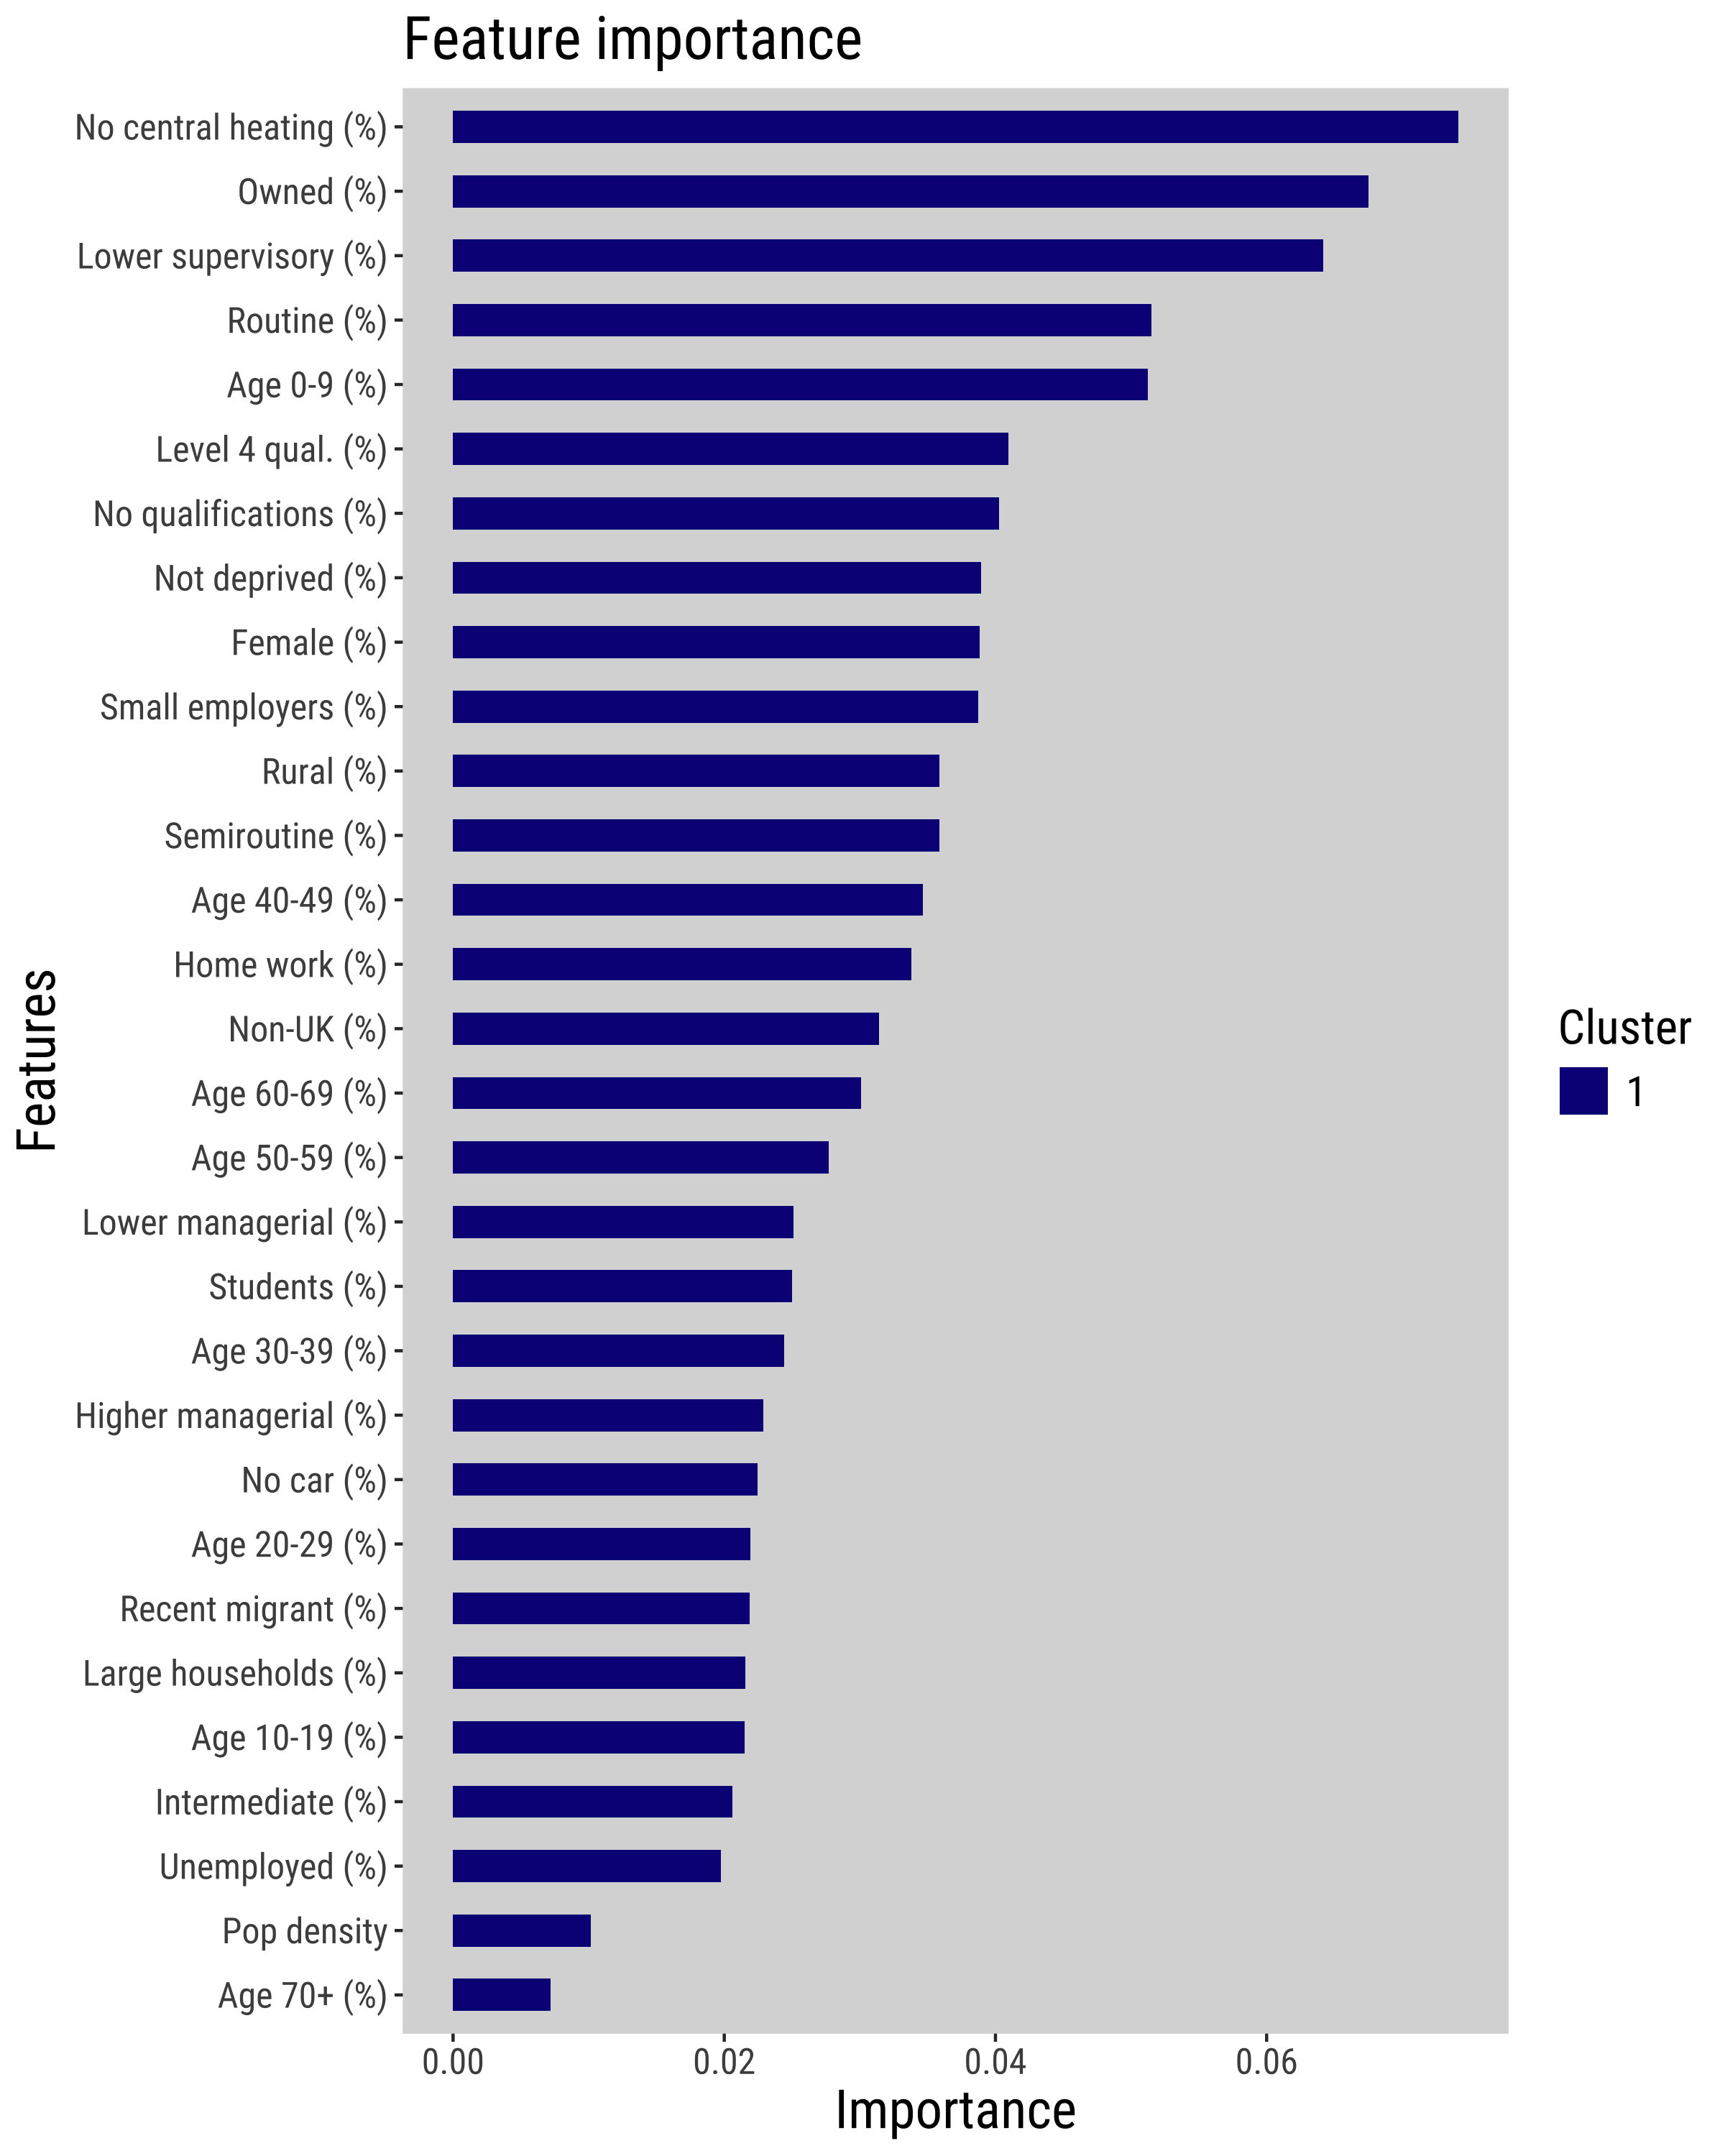 Feature importance
No central heating (%)
Owned (%)
Lower supervisory (%)
Routine (%)
Age 0-9 (%)
Level 4 qual. (%)
No qualifications (%)
Not deprived (%)
Female (%)
Small employers (%)
Rural (%)
Semiroutine (%)
Age 40-49 (%)
Home work (%)
Non-UK (%)
Age 60-69 (%)
Age 50-59 (%)
Lower managerial (%)
Students (%)
Age 30-39 (%)
Higher managerial (%)
No car (%)
Age 20-29 (%)
Recent migrant (%)
Large households (%)
Age 10-19 (%)
Intermediate (%)
Unemployed (%)
Pop density
Age 70+ (%)
Features
0.00 0.02 0.04 0.06
Importance
Cluster
1